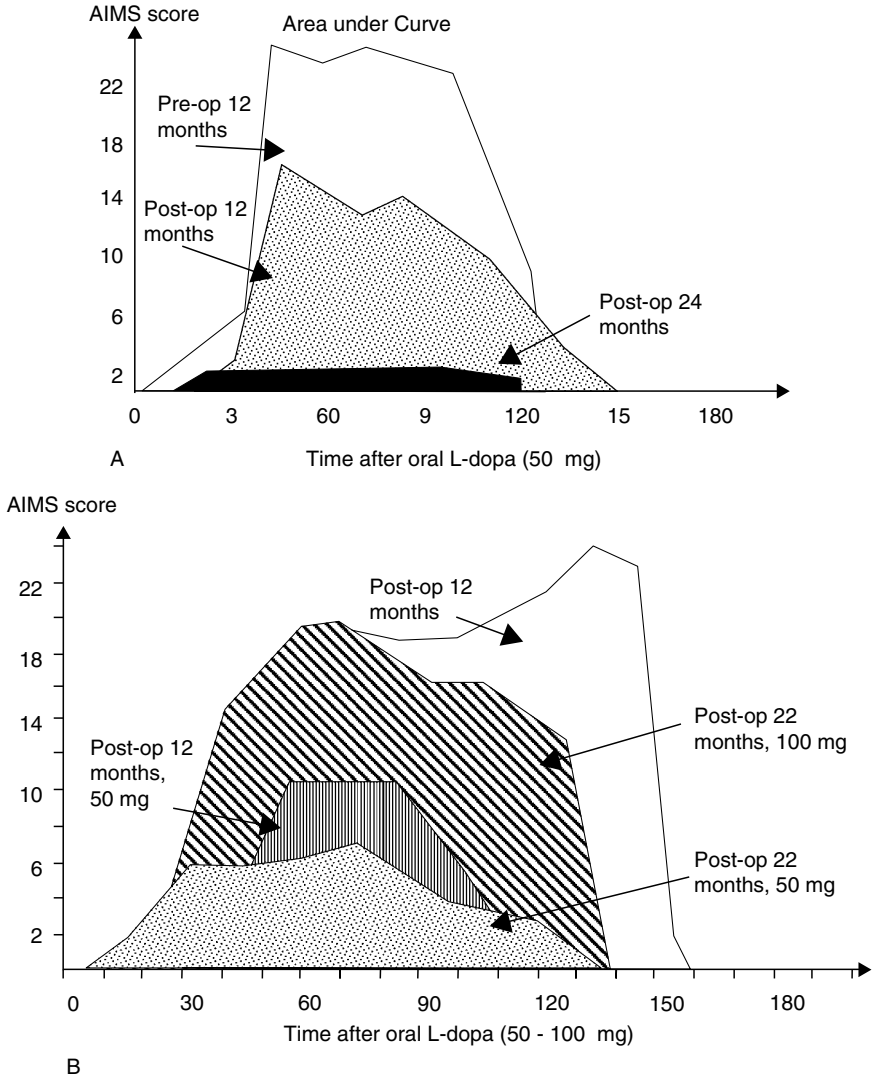 AIMS score
Area under Curve
22
Pre-op 12
months
18
14
Post-op 12
months
10
6
Post-op 24
months
2
0 3 60 9 120 15 180
A
Time after oral L-dopa (50 mg)
AIMS score
22
Post-op 12
months
18
14
Post-op 22
months, 100 mg
Post-op 12
months,
50 mg
10
6
Post-op 22
months, 50 mg
2
0 30 60 90 120 150 180
Time after oral L-dopa (50 - 100 mg)
B